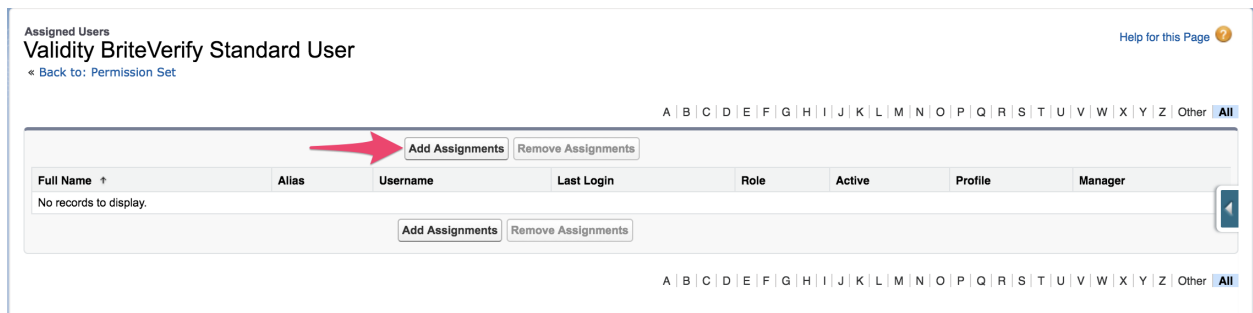 Assigned Users
Validity BriteVerify Standard User
Help for this Page ?
« Back to: Permission Set
A | B | C | D | E | F | G | H | I | J | K | L | M | N | O | P | Q | R | S | T | U | V | W | X | Y | Z | Other | All
Add Assignments Remove Assignments
Full Name ↑ Alias Username Last Login Role Active Profile Manager
No records to display.
Add Assignments Remove Assignments
A | B | C | D | E | F | G | H | I | J | K | L | M | N | O | P | Q | R | S | T | U | V | W | X | Y | Z | Other | All